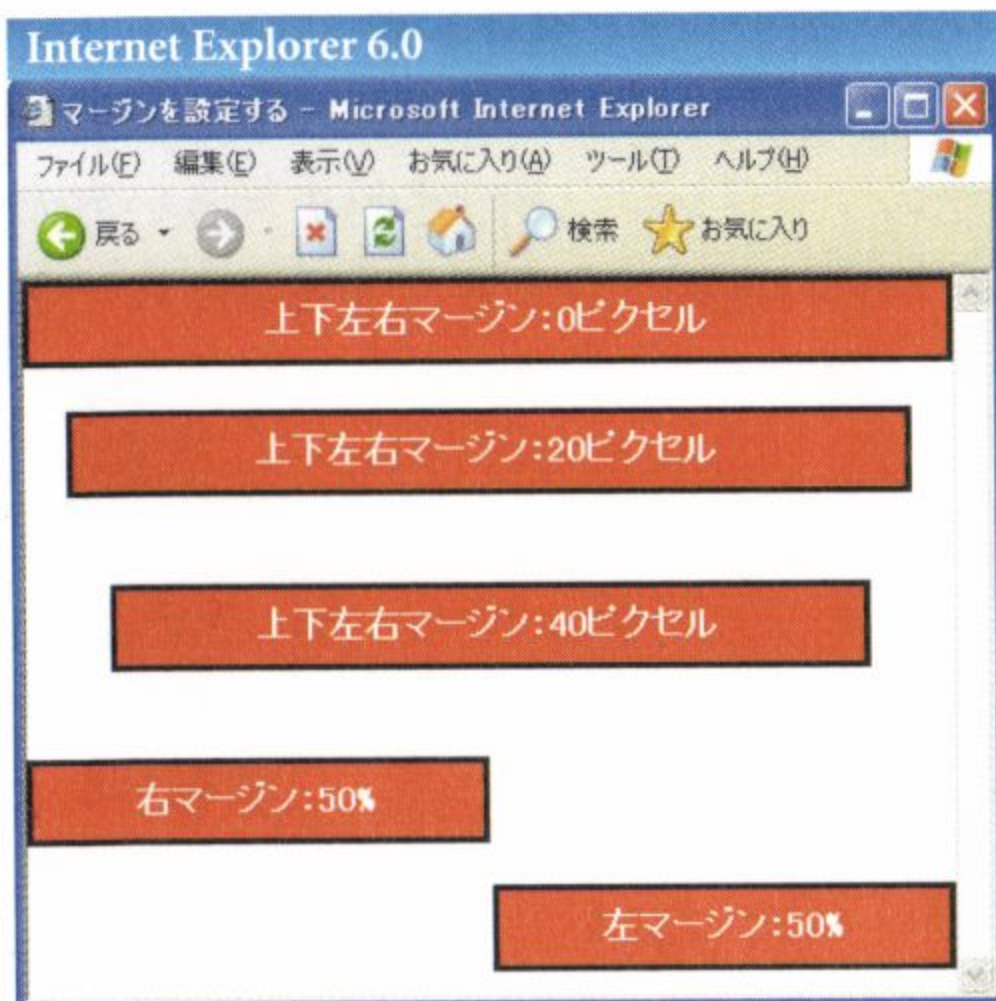 Internet Explorer 6.0
マージンを設定する - Microsoft Internet Explorer
ファイル(F) 編集(E) 表示(V) お気に入り(A) ツール(T) ヘルプ(H)
戻る 検索 お気に入り
上下左右マージン:0ピクセル
上下左右マージン:20ピクセル
上下左右マージン:40ピクセル
右マージン:50%
左マージン:50%